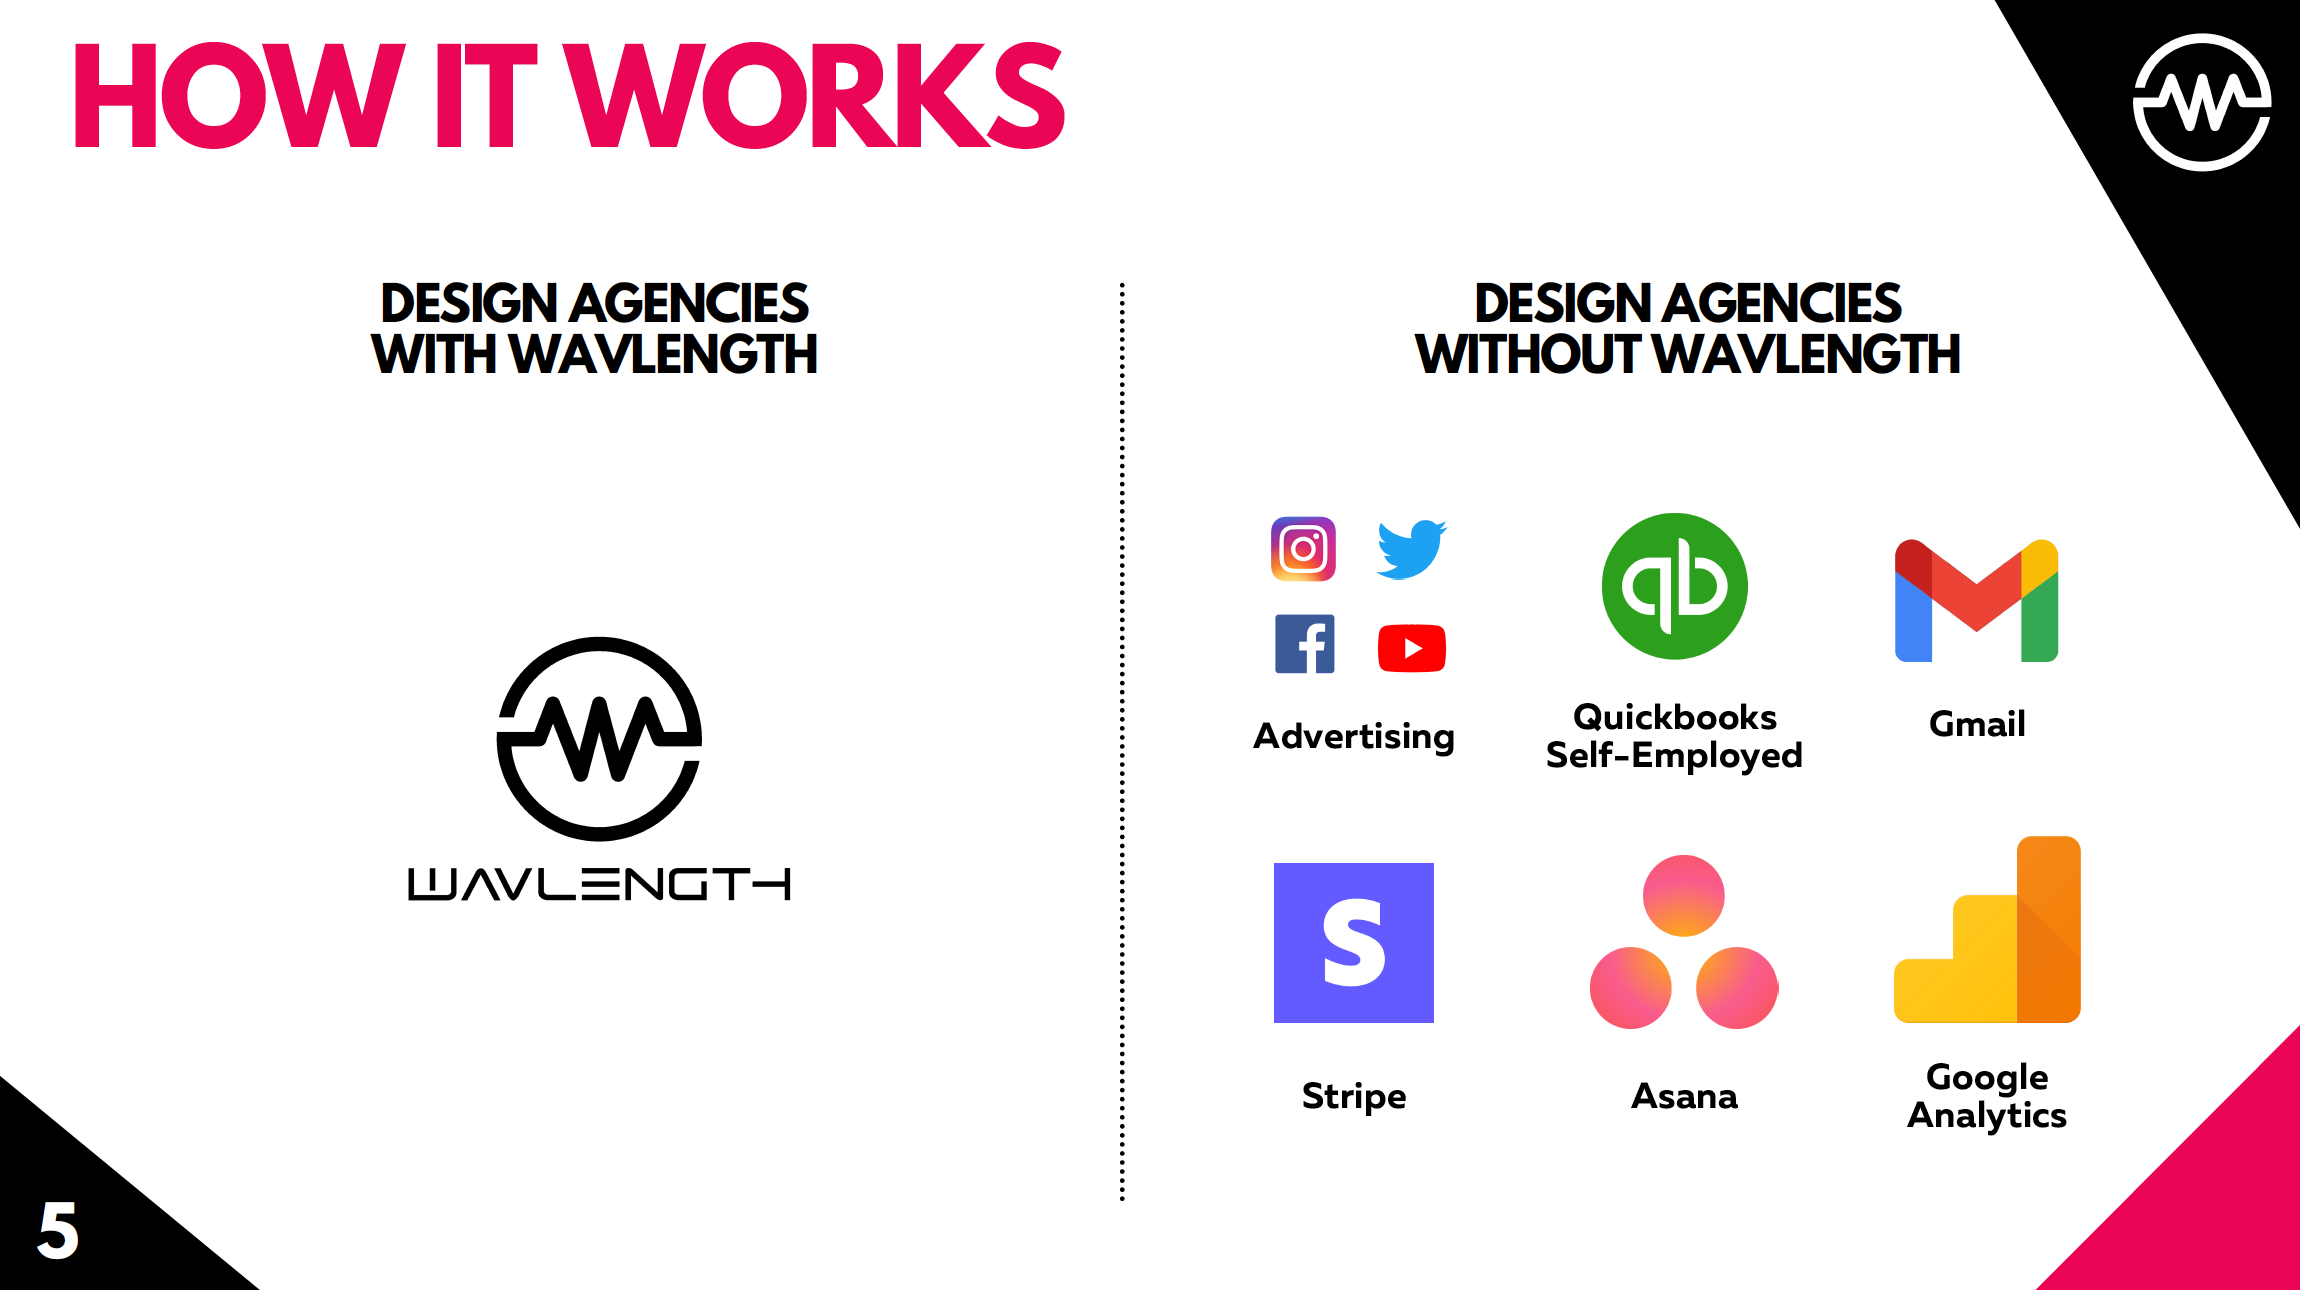 HOW IT WORKS
DESIGN AGENCIES
WITH WAVLENGTH
WAVLENGTH
DESIGN AGENCIES
WITHOUT WAVLENGTH
Advertising
qb
Quickbooks
Self-Employed
Gmail
S
Stripe
Asana
Google
Analytics
5